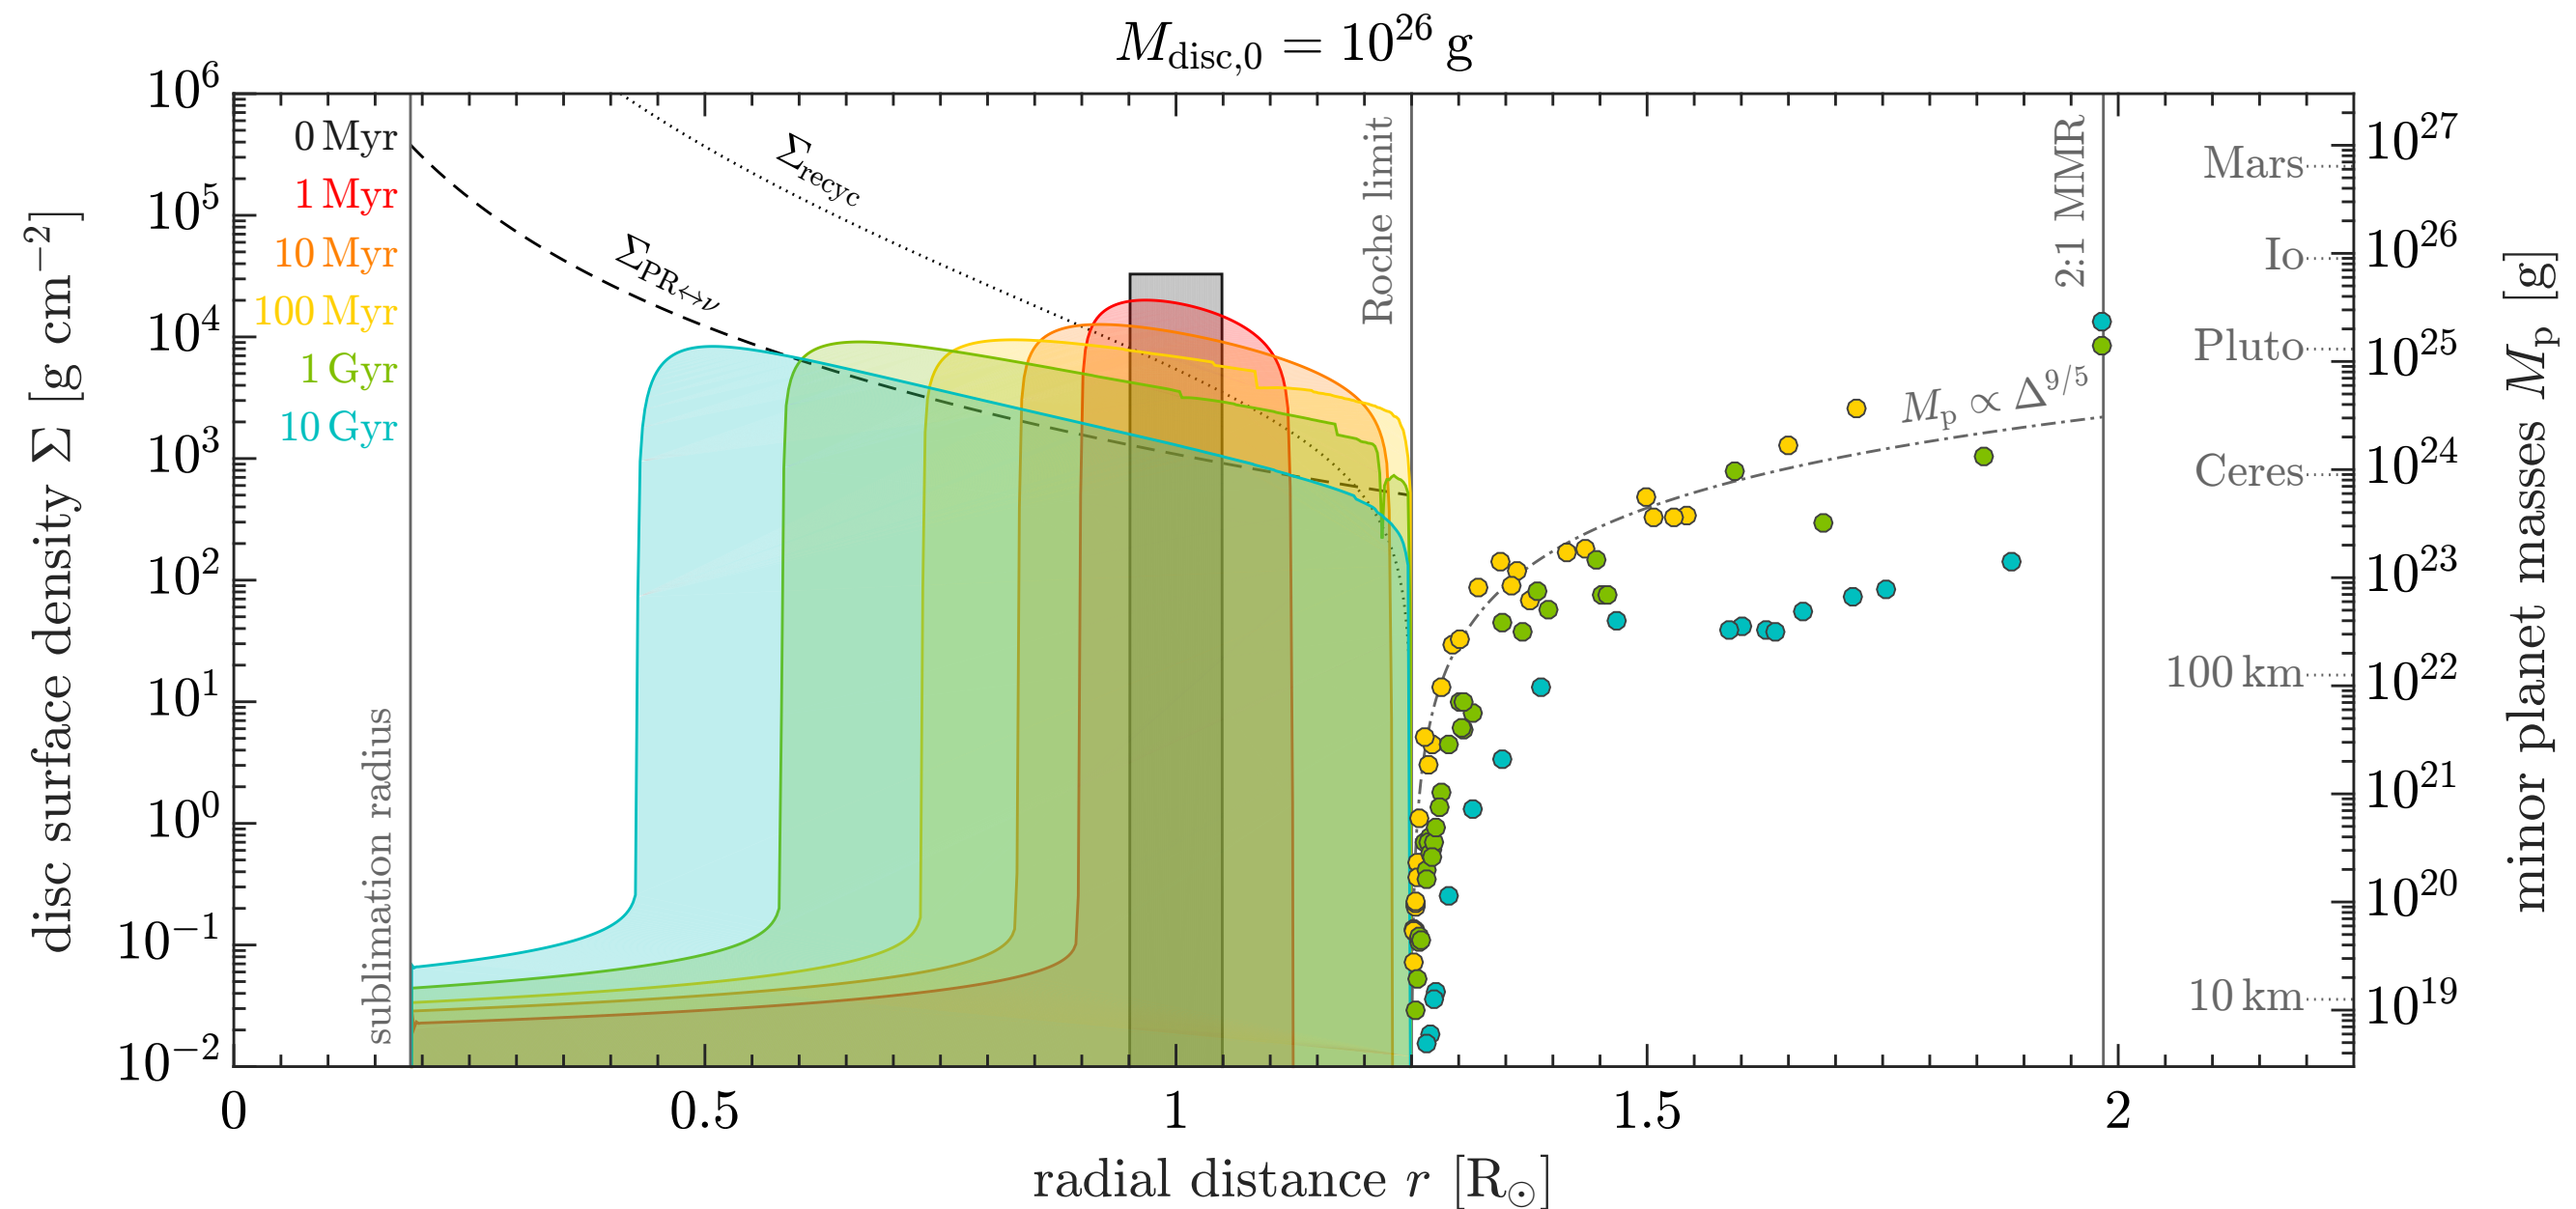 M_disc,0 = 10^26 g
disc surface density Σ [g cm^−2]
10^6
10^5
10^4
10^3
10^2
10^1
10^0
10^−1
10^−2
0 Myr
1 Myr
10 Myr
100 Myr
1 Gyr
10 Gyr
sublimation radius
Σ_PR↔ν
Σ_recyc
Roche limit
2:1 MMR
M_p ∝ Δ^9/5
Mars
Io
Pluto
Ceres
100 km
10 km
10^27
10^26
10^25
10^24
10^23
10^22
10^21
10^20
10^19
minor planet masses M_p [g]
0
0.5
1
1.5
2
radial distance r [R_⊙]